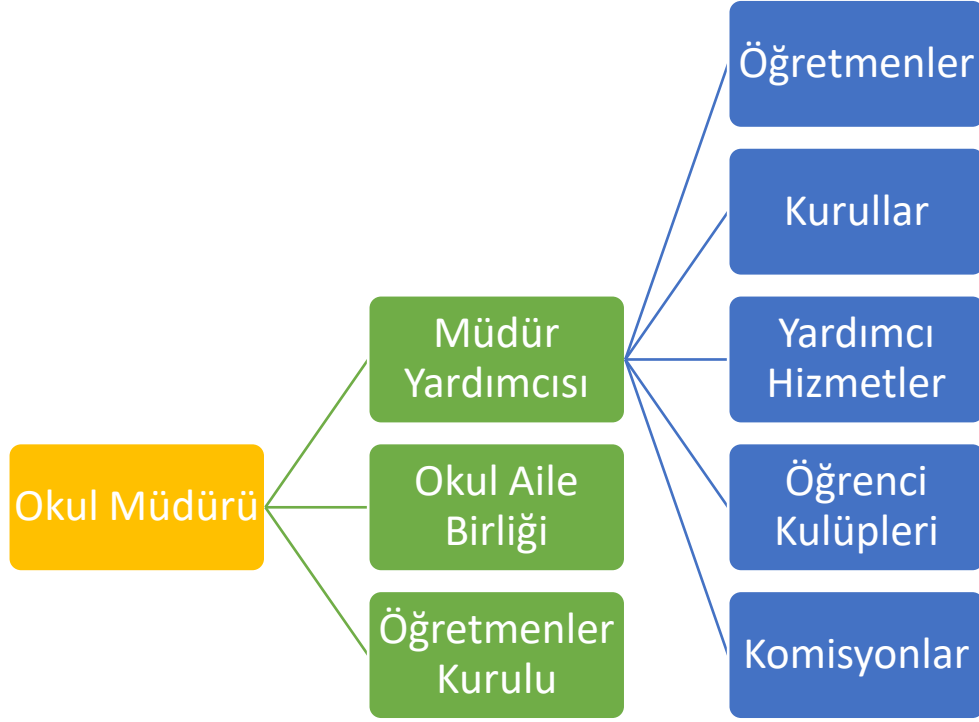 Okul Müdürü
Müdür
Yardımcısı
Okul Aile
Birliği
Öğretmenler
Kurulu
Öğretmenler
Kurullar
Yardımcı
Hizmetler
Öğrenci
Kulüpleri
Komisyonlar